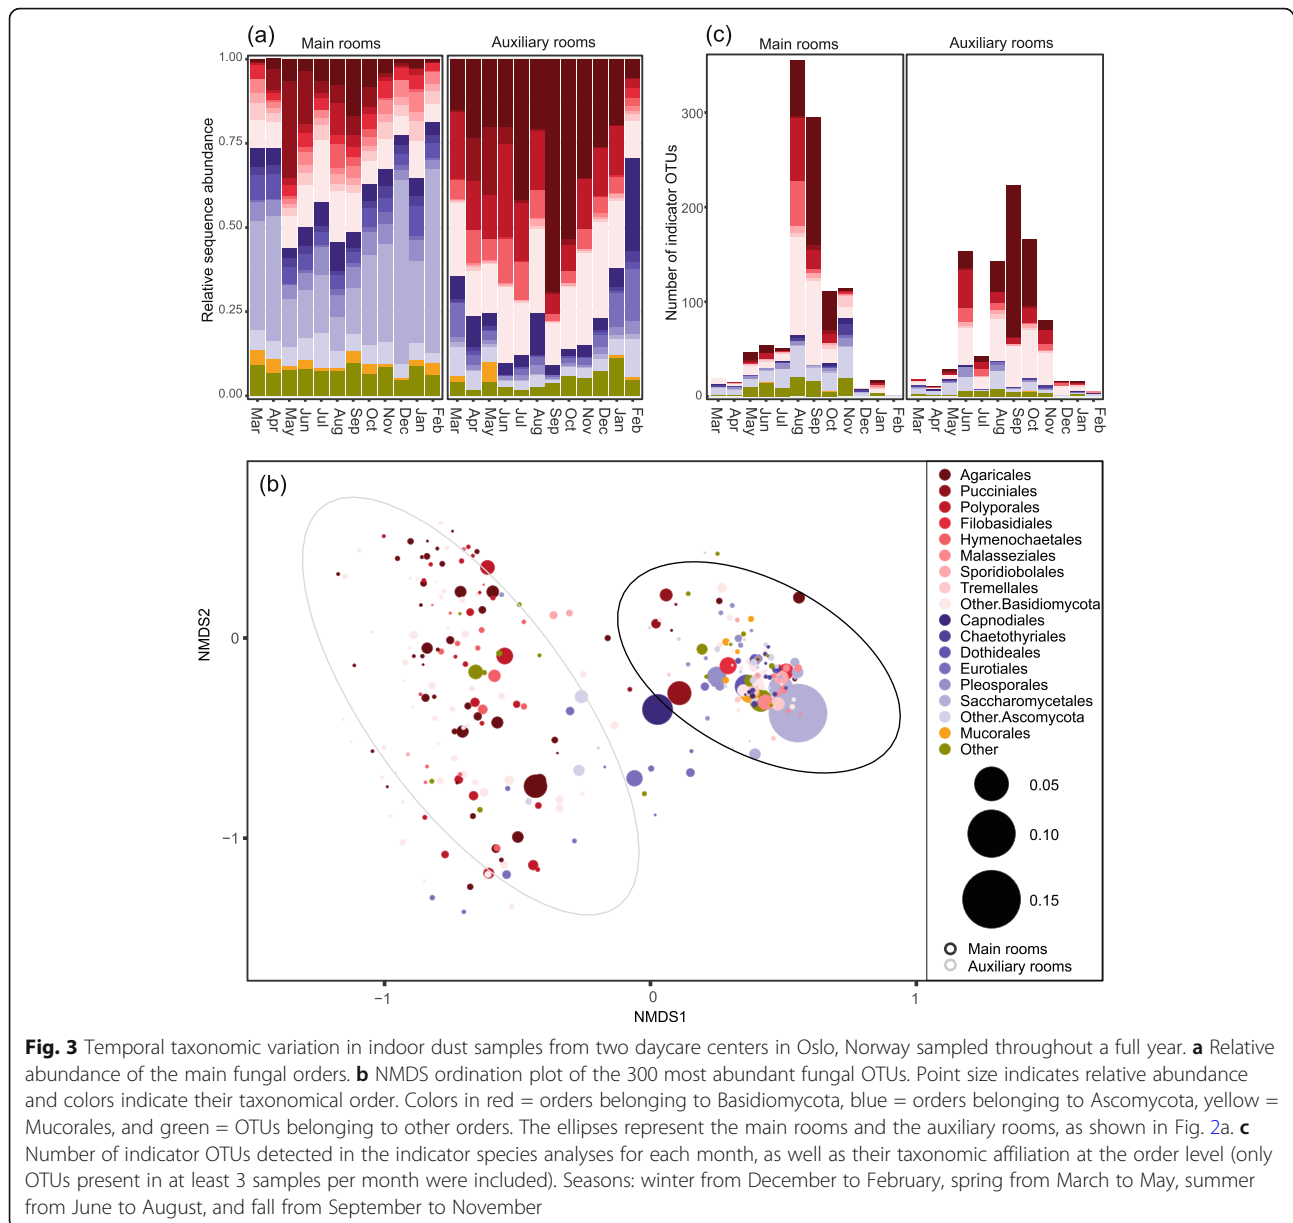 (a)
Main rooms
Auxiliary rooms
Relative sequence abundance
1.00
0.75
0.50
0.25
0.00
Mar
Apr
May
Jun
Jul
Aug
Sep
Oct
Nov
Dec
Jan
Feb
Mar
Apr
May
Jun
Jul
Aug
Sep
Oct
Nov
Dec
Jan
Feb
(c)
Main rooms
Auxiliary rooms
Number of indicator OTUs
300
200
100
0
Mar
Apr
May
Jun
Jul
Aug
Sep
Oct
Nov
Dec
Jan
Feb
Mar
Apr
May
Jun
Jul
Aug
Sep
Oct
Nov
Dec
Jan
Feb
(b)
NMDS2
0
−1
−1
0
1
NMDS1
Agaricales
Pucciniales
Polyporales
Filobasidiales
Hymenochaetales
Malasseziales
Sporidiobolales
Tremellales
Other.Basidiomycota
Capnodiales
Chaetothyriales
Dothideales
Eurotiales
Pleosporales
Saccharomycetales
Other.Ascomycota
Mucorales
Other
0.05
0.10
0.15
Main rooms
Auxiliary rooms
Fig. 3 Temporal taxonomic variation in indoor dust samples from two daycare centers in Oslo, Norway sampled throughout a full year. a Relative
abundance of the main fungal orders. b NMDS ordination plot of the 300 most abundant fungal OTUs. Point size indicates relative abundance
and colors indicate their taxonomical order. Colors in red = orders belonging to Basidiomycota, blue = orders belonging to Ascomycota, yellow =
Mucorales, and green = OTUs belonging to other orders. The ellipses represent the main rooms and the auxiliary rooms, as shown in Fig. 2a. c
Number of indicator OTUs detected in the indicator species analyses for each month, as well as their taxonomic affiliation at the order level (only
OTUs present in at least 3 samples per month were included). Seasons: winter from December to February, spring from March to May, summer
from June to August, and fall from September to November